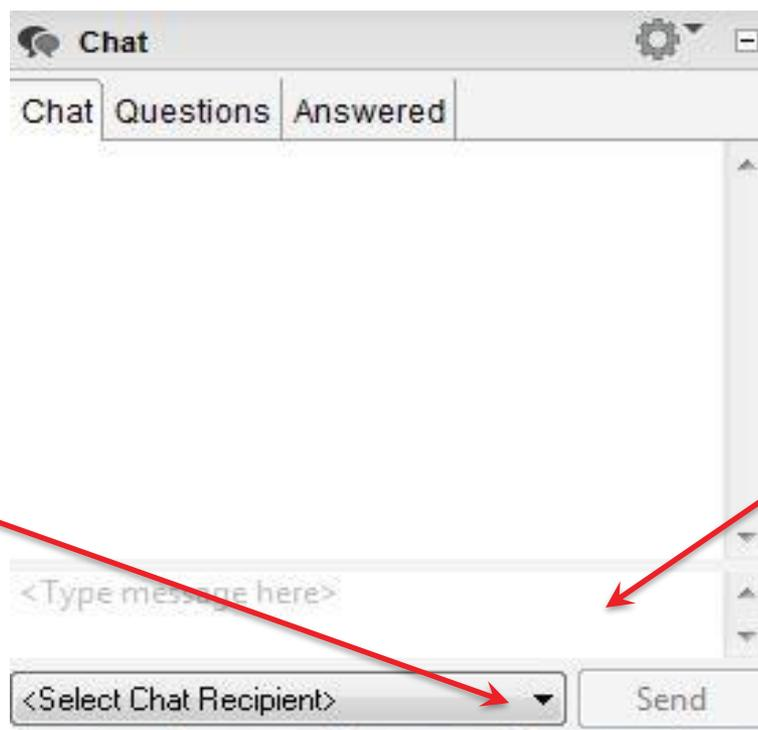 Chat
Chat Questions Answered
<Type message here>
<Select Chat Recipient> Send